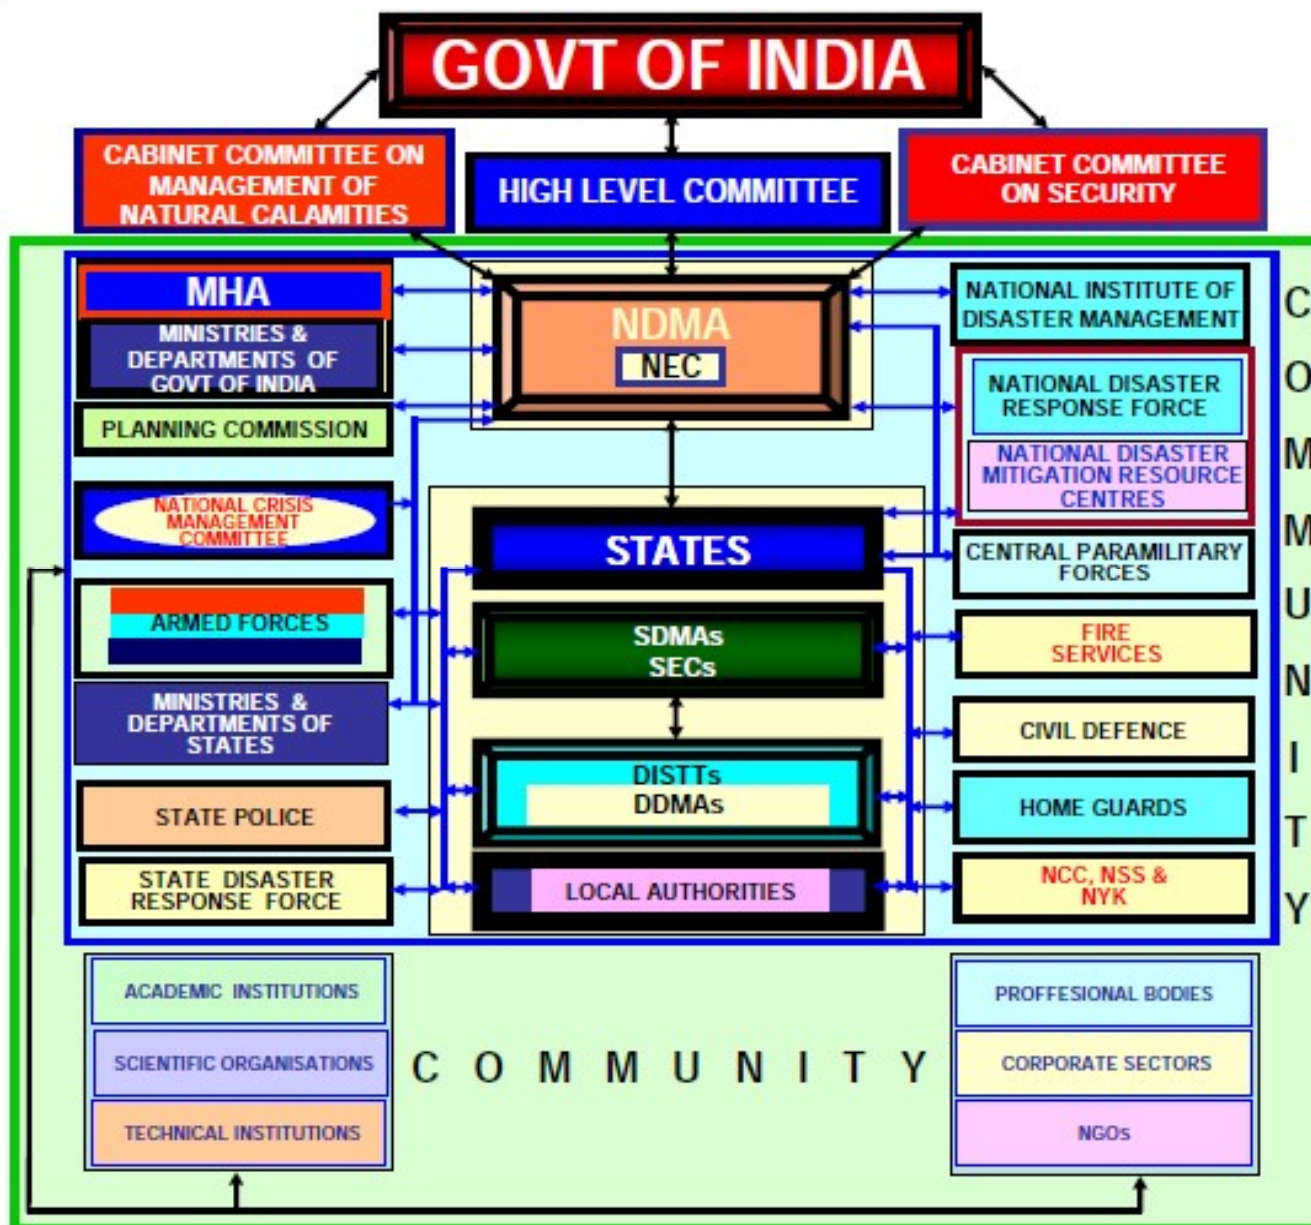 GOVT OF INDIA
CABINET COMMITTEE ON
MANAGEMENT OF
NATURAL CALAMITIES
HIGH LEVEL COMMITTEE
CABINET COMMITTEE
ON SECURITY
MHA
MINISTRIES &
DEPARTMENTS OF
GOVT OF INDIA
PLANNING COMMISSION
NATIONAL CRISIS
MANAGEMENT
COMMITTEE
ARMED FORCES
MINISTRIES &
DEPARTMENTS OF
STATES
STATE POLICE
STATE DISASTER
RESPONSE FORCE
NDMA
NEC
STATES
SDMAs
SECs
DISTTs
DDMAs
LOCAL AUTHORITIES
NATIONAL INSTITUTE OF
DISASTER MANAGEMENT
NATIONAL DISASTER
RESPONSE FORCE
NATIONAL DISASTER
MITIGATION RESOURCE
CENTRES
CENTRAL PARAMILITARY
FORCES
FIRE
SERVICES
CIVIL DEFENCE
HOME GUARDS
NCC, NSS &
NYK
COMMUNITY
ACADEMIC INSTITUTIONS
SCIENTIFIC ORGANISATIONS
TECHNICAL INSTITUTIONS
COMMUNITY
PROFFESIONAL BODIES
CORPORATE SECTORS
NGOs